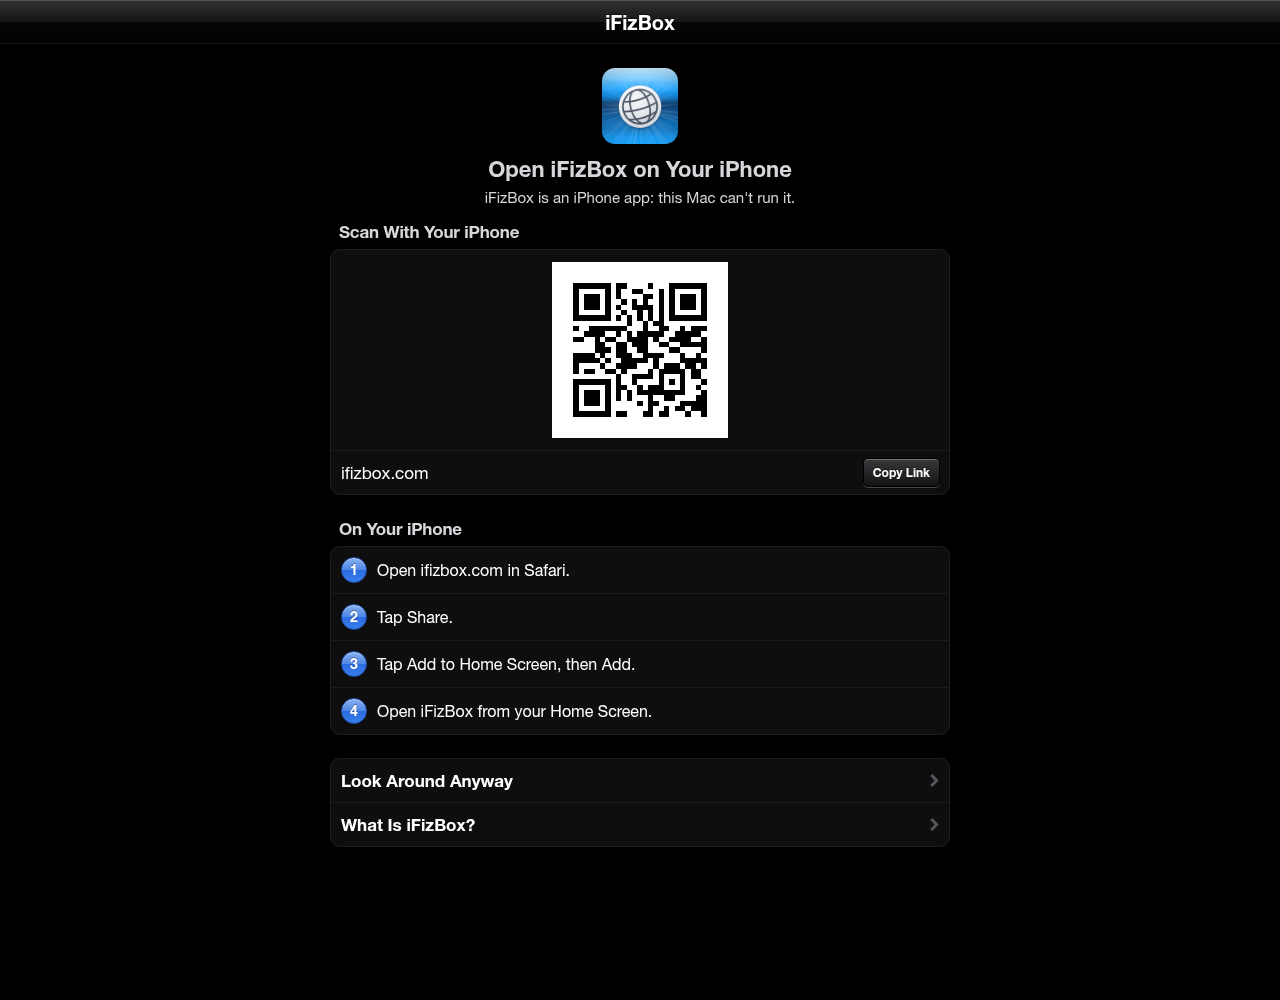 iFizBox
Open iFizBox on Your iPhone
iFizBox is an iPhone app: this Mac can't run it.
Scan With Your iPhone
ifizbox.com
Copy Link
On Your iPhone
1 Open ifizbox.com in Safari.
2 Tap Share.
3 Tap Add to Home Screen, then Add.
4 Open iFizBox from your Home Screen.
Look Around Anyway
What Is iFizBox?